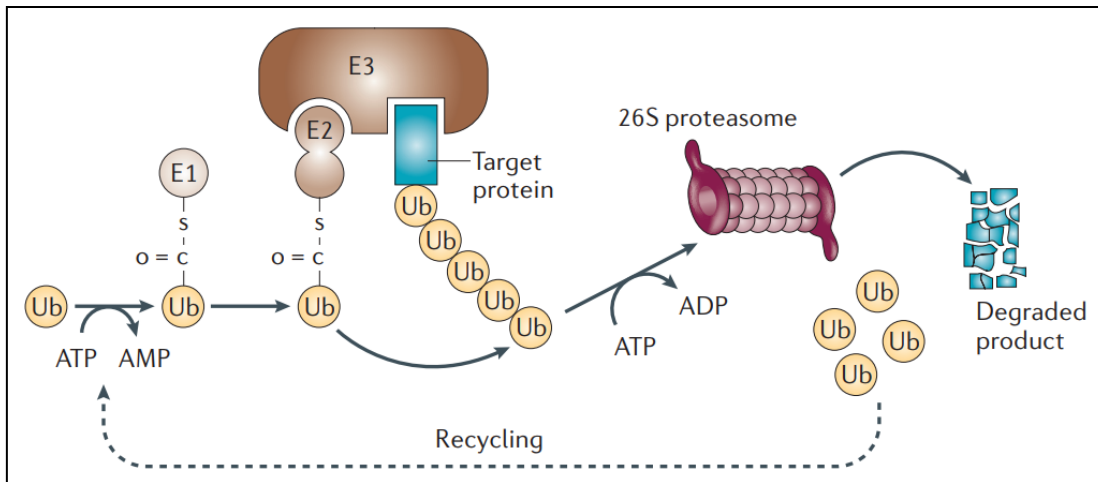 E3
E2
E1
Target
protein
26S proteasome
S
S
O = C
O = C
Ub
Ub
Ub
Ub
Ub
Ub
Ub
Ub
ATP
AMP
ATP
ADP
Ub
Ub
Ub
Ub
Degraded
product
Recycling